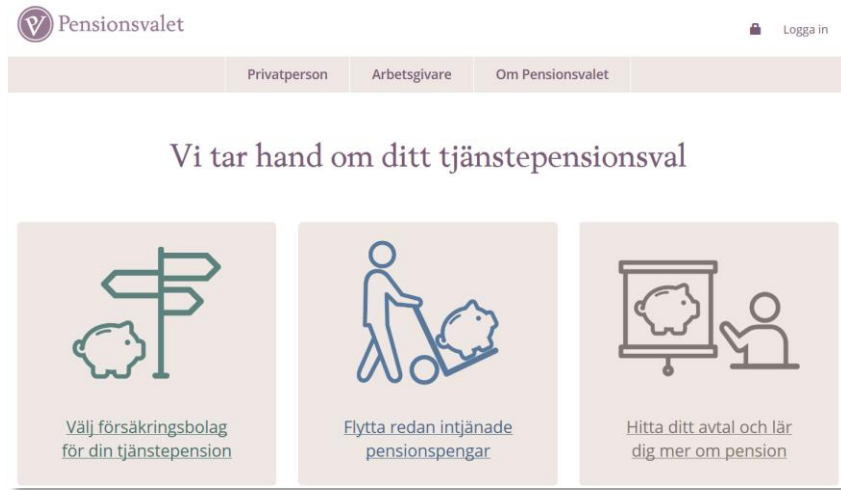 Pensionsvalet
Logga in
Privatperson
Arbetsgivare
Om Pensionsvalet
Vi tar hand om ditt tjänstepensionsval
Välj försäkringsbolag
för din tjänstepension
Flytta redan intjänade
pensionspengar
Hitta ditt avtal och lär
dig mer om pension